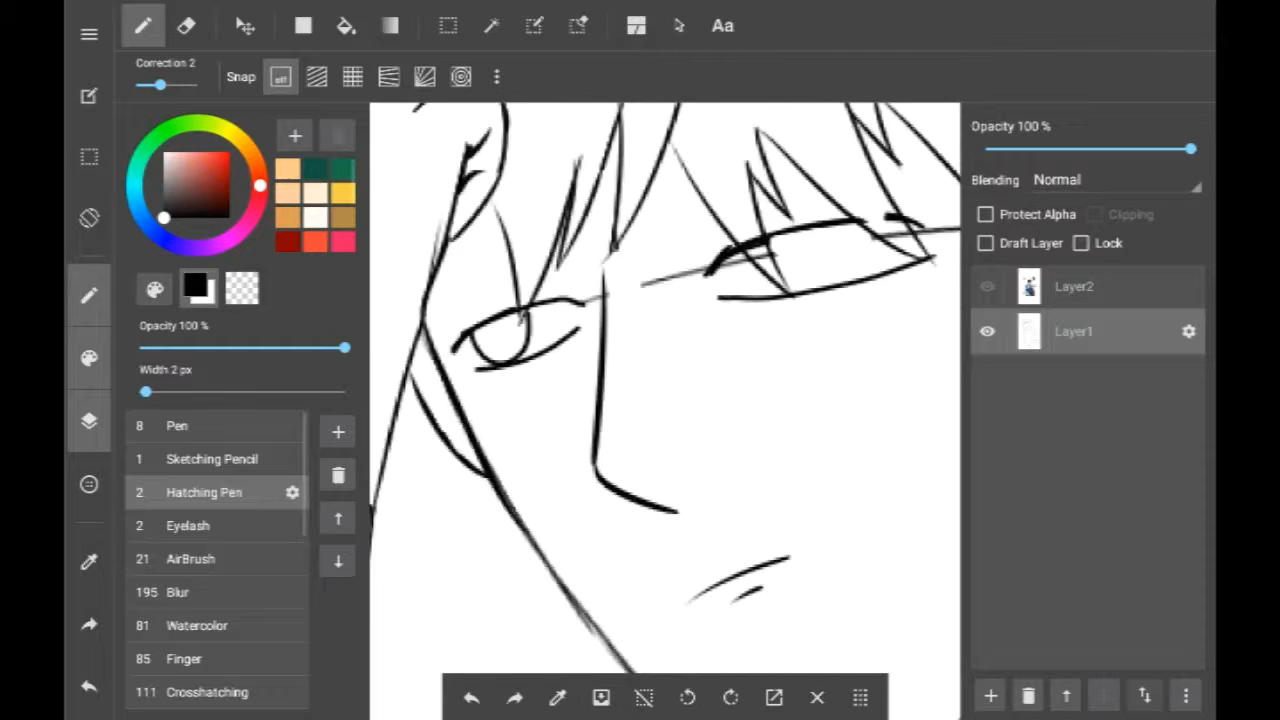 Aa
Correction 2
Snap
off
Opacity 100 %
Blending Normal
Protect Alpha
Clipping
Draft Layer
Lock
Layer2
Layer1
Opacity 100 %
Width 2 px
8 Pen
1 Sketching Pencil
2 Hatching Pen
2 Eyelash
21 AirBrush
195 Blur
81 Watercolor
85 Finger
111 Crosshatching